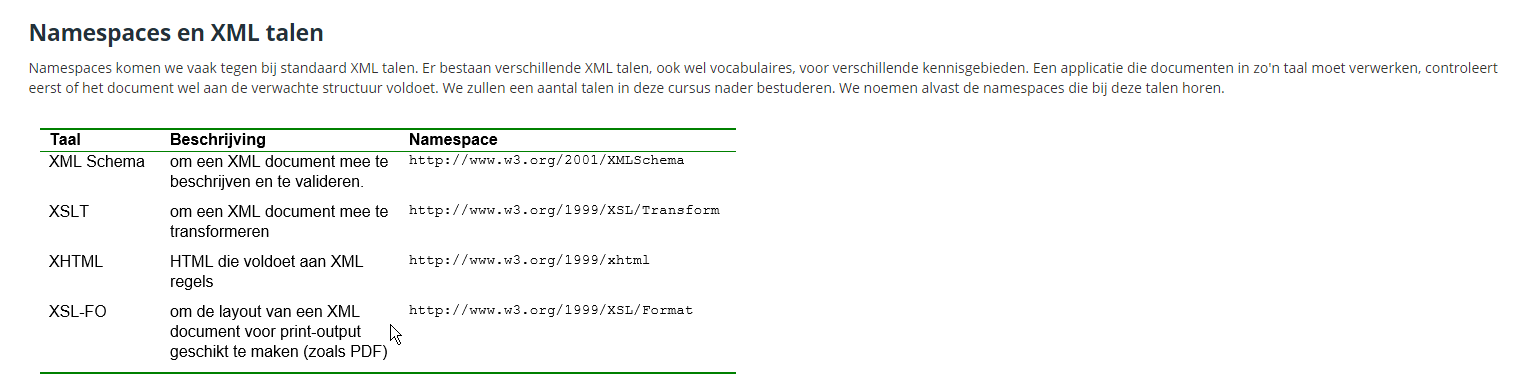 Namespaces en XML talen
Namespaces komen we vaak tegen bij standaard XML talen. Er bestaan verschillende XML talen, ook wel vocabulaires, voor verschillende kennisgebieden. Een applicatie die documenten in zo'n taal moet verwerken, controleert
eerst of het document wel aan de verwachte structuur voldoet. We zullen een aantal talen in deze cursus nader bestuderen. We noemen alvast de namespaces die bij deze talen horen.
Taal Beschrijving Namespace
XML Schema om een XML document mee te http://www.w3.org/2001/XMLSchema
beschrijven en te valideren.
XSLT om een XML document mee te http://www.w3.org/1999/XSL/Transform
transformeren
XHTML HTML die voldoet aan XML http://www.w3.org/1999/xhtml
regels
XSL-FO om de layout van een XML http://www.w3.org/1999/XSL/Format
document voor print-output
geschikt te maken (zoals PDF)